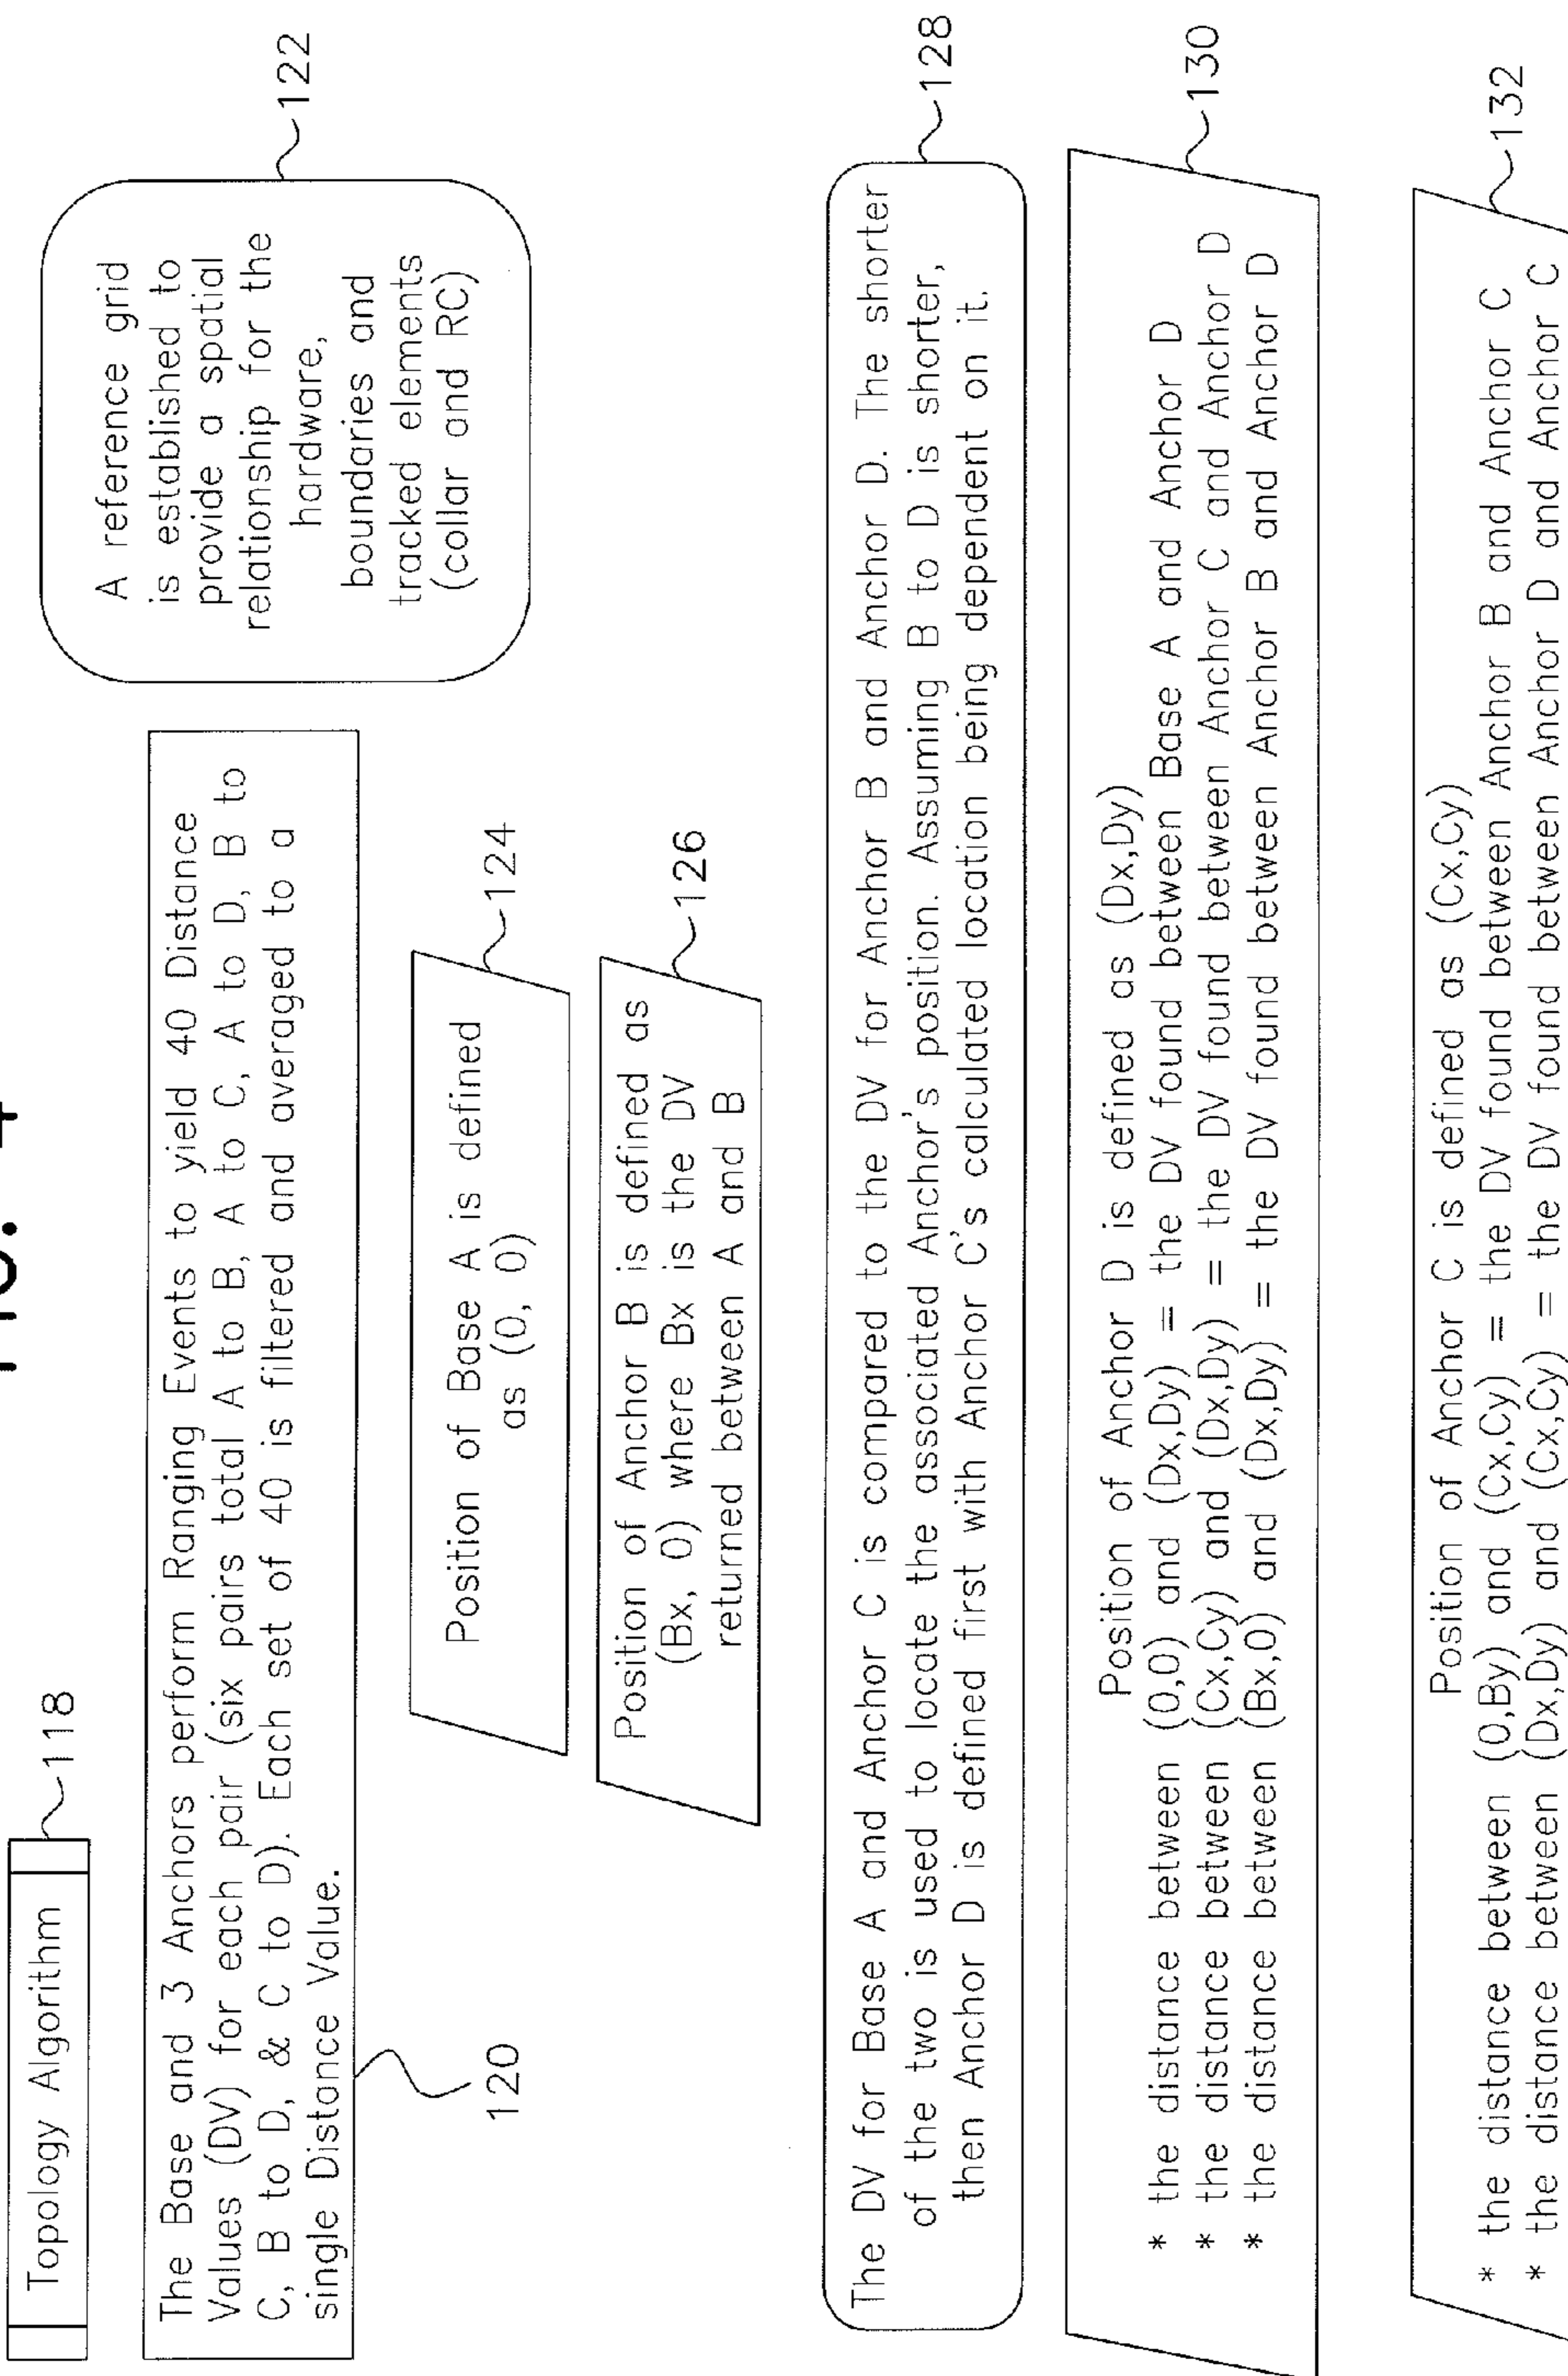 Topology Algorithm
118
The Base and 3 Anchors perform Ranging Events to yield 40 Distance
Values (DV) for each pair (six pairs total A to B, A to C, A to D, B to
C, B to D, & C to D). Each set of 40 is filtered and averaged to a
single Distance Value.
120
A reference grid
is established to
provide a spatial
relationship for the
hardware,
boundaries and
tracked elements
(collar and RC)
122
Position of Base A is defined
as (0, 0)
124
Position of Anchor B is defined as
(Bx, 0) where Bx is the DV
returned between A and B
126
The DV for Base A and Anchor C is compared to the DV for Anchor B and Anchor D. The shorter
of the two is used to locate the associated Anchor's position. Assuming B to D is shorter,
then Anchor D is defined first with Anchor C's calculated location being dependent on it.
128
Position of Anchor D is defined as (Dx,Dy)
* the distance between (0,0) and (Dx,Dy) = the DV found between Base A and Anchor D
* the distance between (Cx,Cy) and (Dx,Dy) = the DV found between Anchor C and Anchor D
* the distance between (Bx,0) and (Dx,Dy) = the DV found between Anchor B and Anchor D
130
Position of Anchor C is defined as (Cx,Cy)
* the distance between (0,By) and (Cx,Cy) = the DV found between Anchor B and Anchor C
* the distance between (Dx,Dy) and (Cx,Cy) = the DV found between Anchor D and Anchor C
132